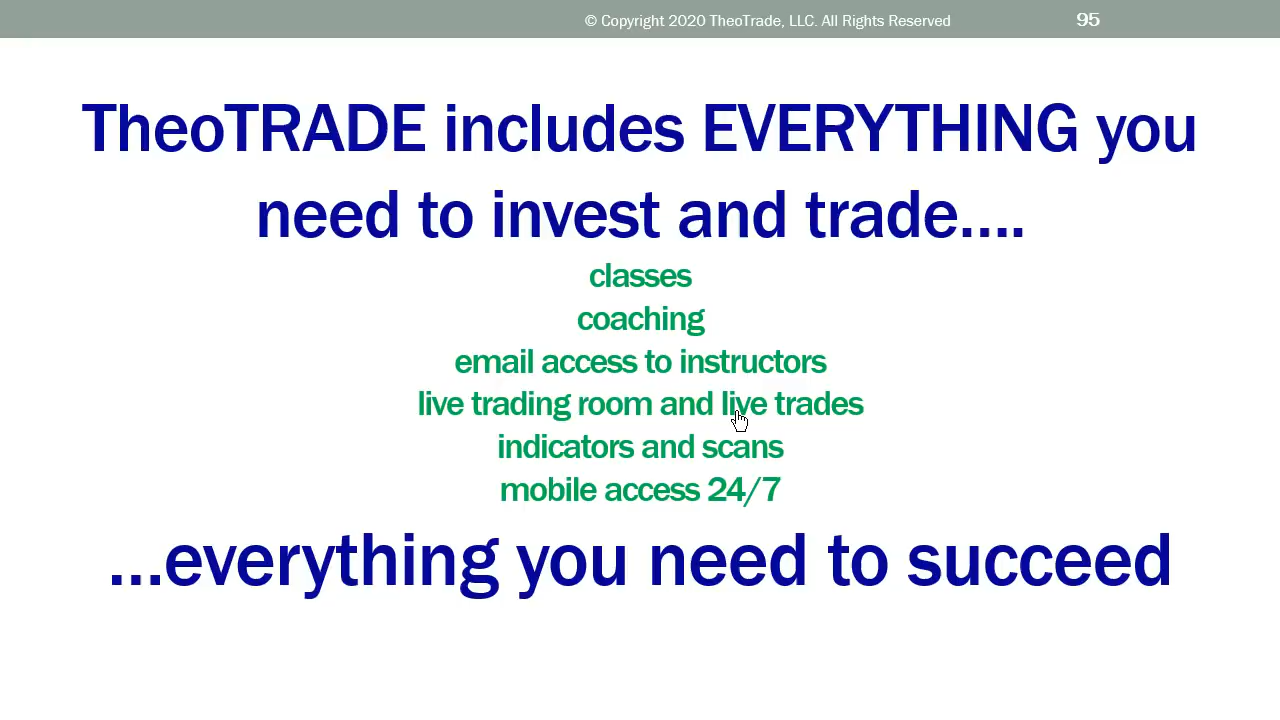 © Copyright 2020 TheoTrade, LLC. All Rights Reserved 95
TheoTRADE includes EVERYTHING you
need to invest and trade....
classes
coaching
email access to instructors
live trading room and live trades
indicators and scans
mobile access 24/7
...everything you need to succeed